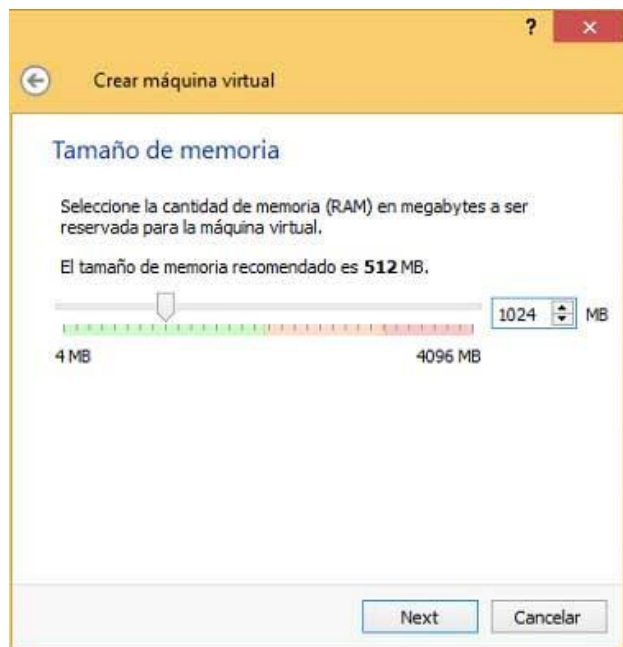 ?
Crear máquina virtual
Tamaño de memoria
Seleccione la cantidad de memoria (RAM) en megabytes a ser
reservada para la máquina virtual.
El tamaño de memoria recomendado es 512 MB.
1024 MB
4 MB 4096 MB
Next Cancelar